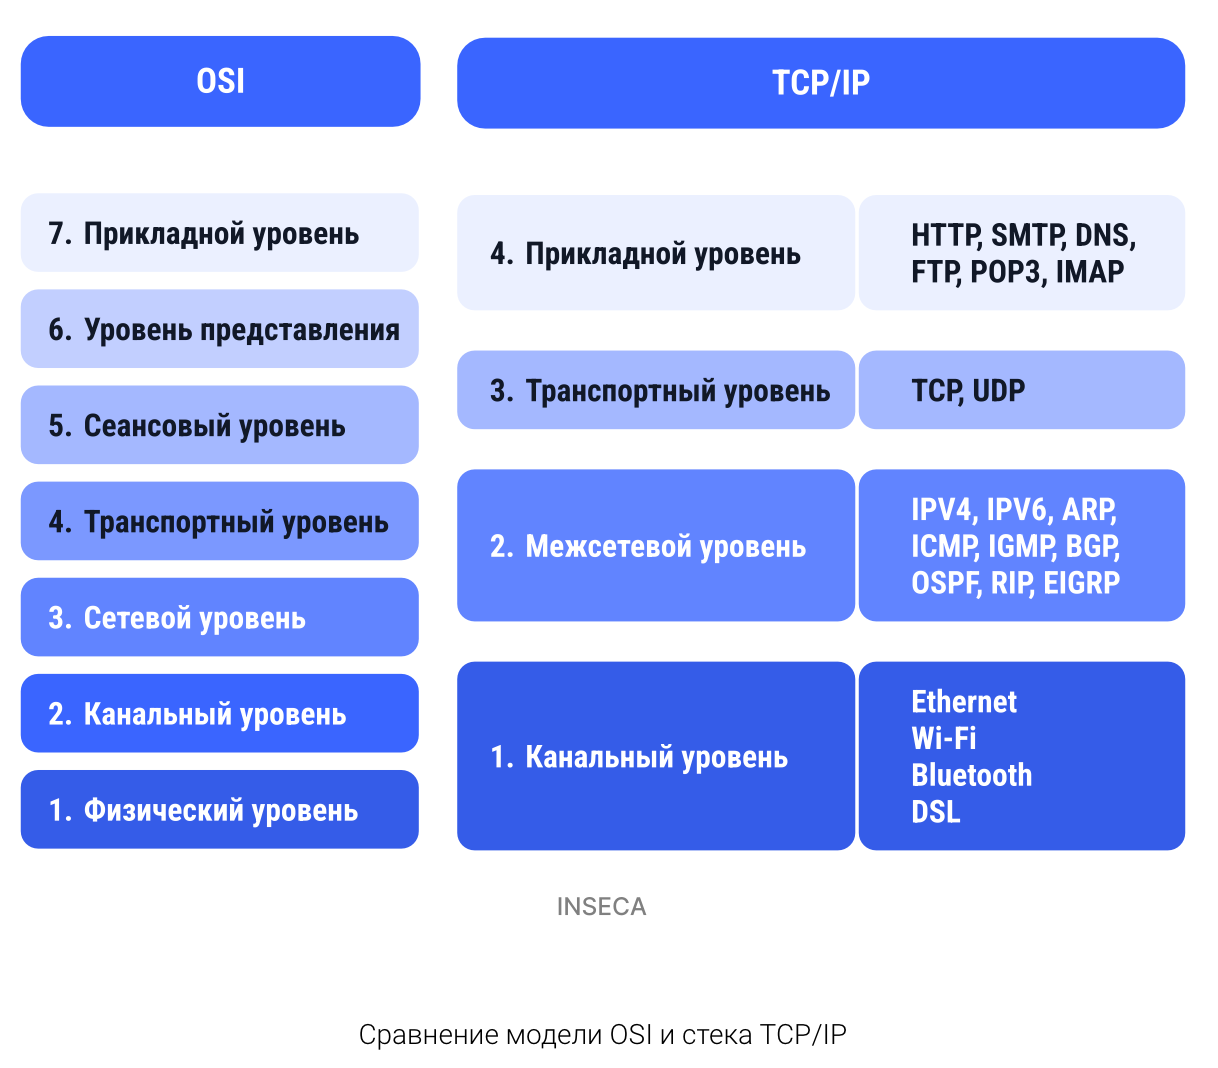 OSI
7. Прикладной уровень
6. Уровень представления
5. Сеансовый уровень
4. Транспортный уровень
3. Сетевой уровень
2. Канальный уровень
1. Физический уровень
TCP/IP
4. Прикладной уровень
HTTP, SMTP, DNS,
FTP, POP3, IMAP
3. Транспортный уровень
TCP, UDP
2. Межсетевой уровень
IPV4, IPV6, ARP,
ICMP, IGMP, BGP,
OSPF, RIP, EIGRP
1. Канальный уровень
Ethernet
Wi-Fi
Bluetooth
DSL
INSECA
Сравнение модели OSI и стека TCP/IP